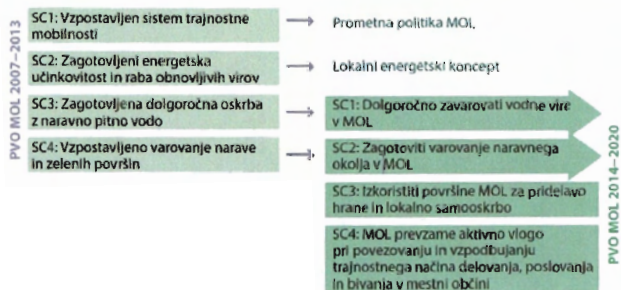 PVO MOL 2007–2013
SC1: Vzpostavljen sistem trajnostne
mobilnosti
Prometna politika MOL
SC2: Zagotovljeni energetska
učinkovitost in raba obnovljivih virov
Lokalni energetski koncept
SC3: Zagotovljena dolgoročna oskrba
z naravno pitno vodo
SC1: Dolgoročno zavarovati vodne vire
v MOL
SC4: Vzpostavljeno varovanje narave
in zelenih površin
SC2: Zagotoviti varovanje naravnega
okolja v MOL
SC3: Izkoristiti površine MOL za pridelavo
hrane in lokalno samooskrbo
SC4: MOL prevzame aktivno vlogo
pri povezovanju in vzpodbujanju
trajnostnega načina delovanja, poslovanja
in bivanja v mestni občini
PVO MOL 2014–2020